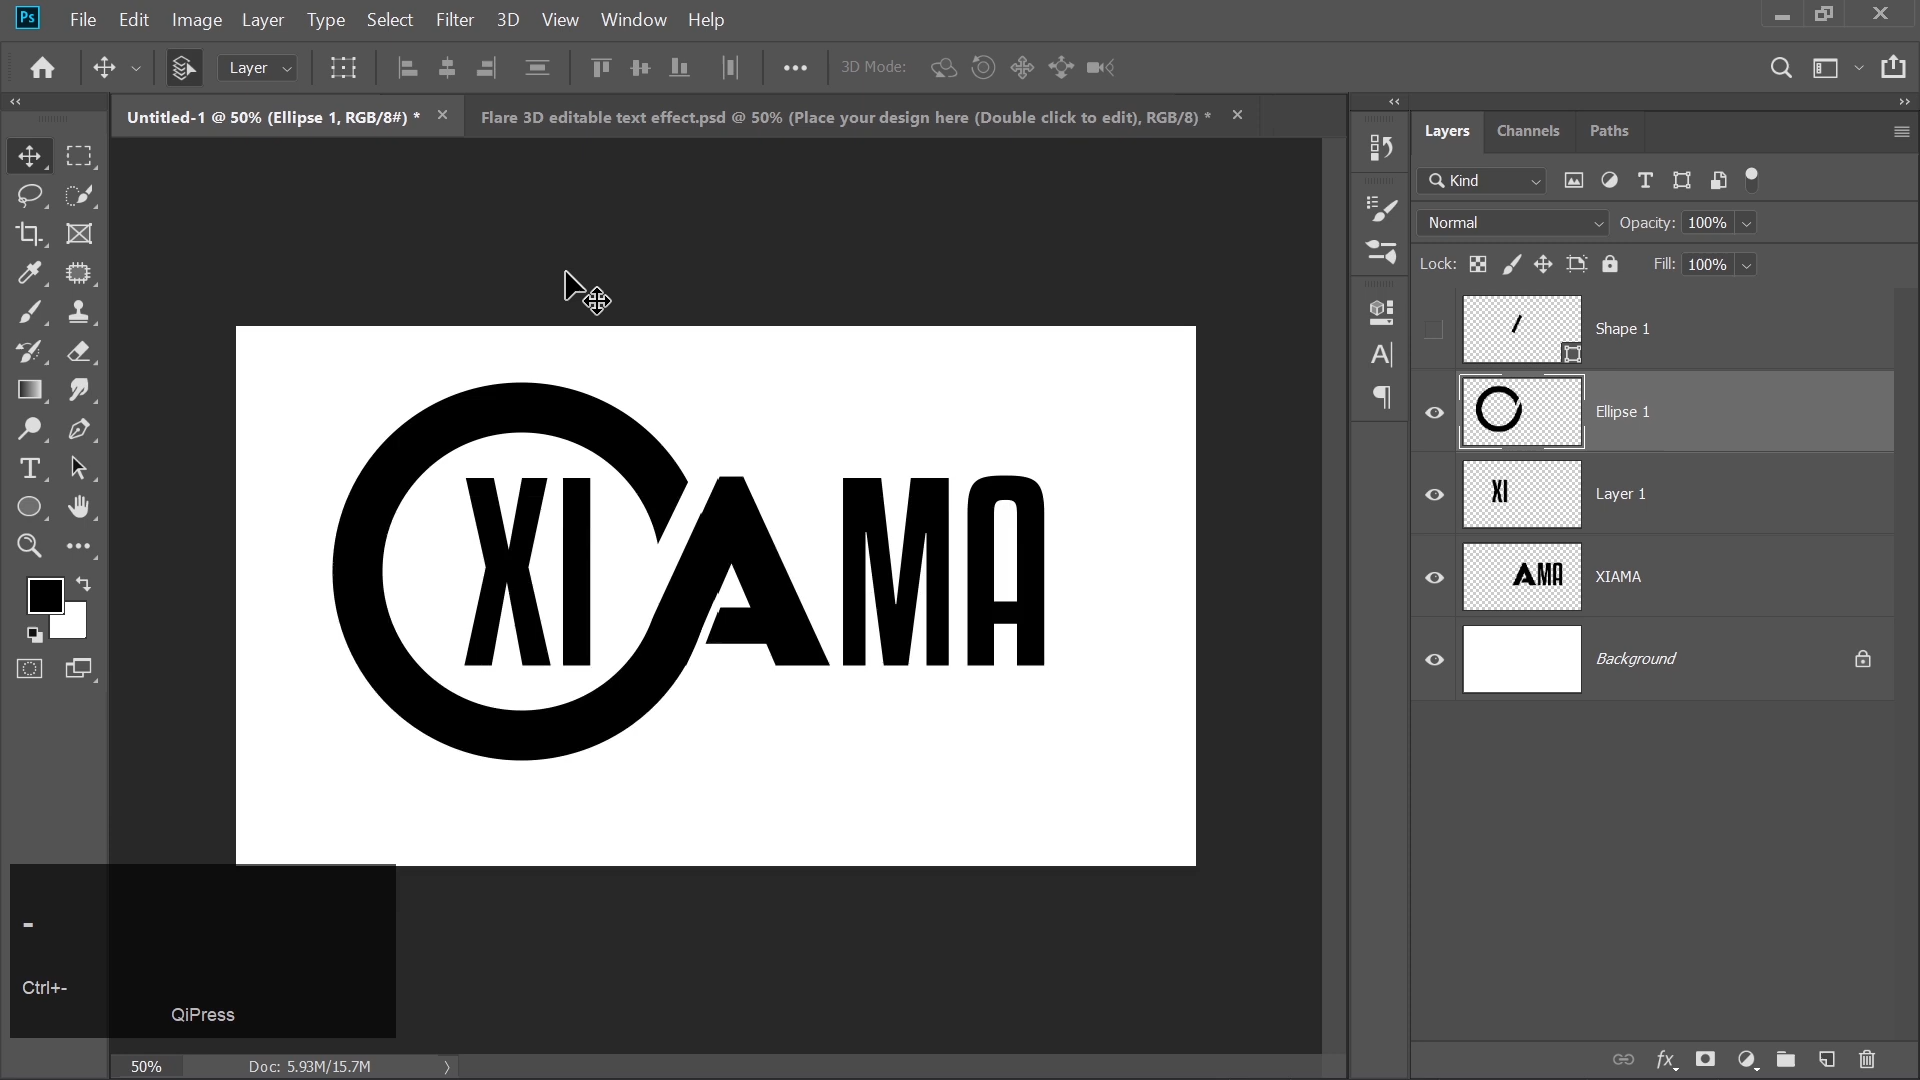 Ps File Edit Image Layer Type Select Filter 3D View Window Help
Layer 3D Mode:
Untitled-1 @ 50% (Ellipse 1, RGB/8#) * Flare 3D editable text effect.psd @ 50% (Place your design here (Double click to edit), RGB/8) *
Layers Channels Paths
Kind
Normal Opacity: 100%
Lock: Fill: 100%
Shape 1
Ellipse 1
XI Layer 1
AMA XIAMA
Background
XIAMA
-
Ctrl+-
QiPress
50% Doc: 5.93M/15.7M